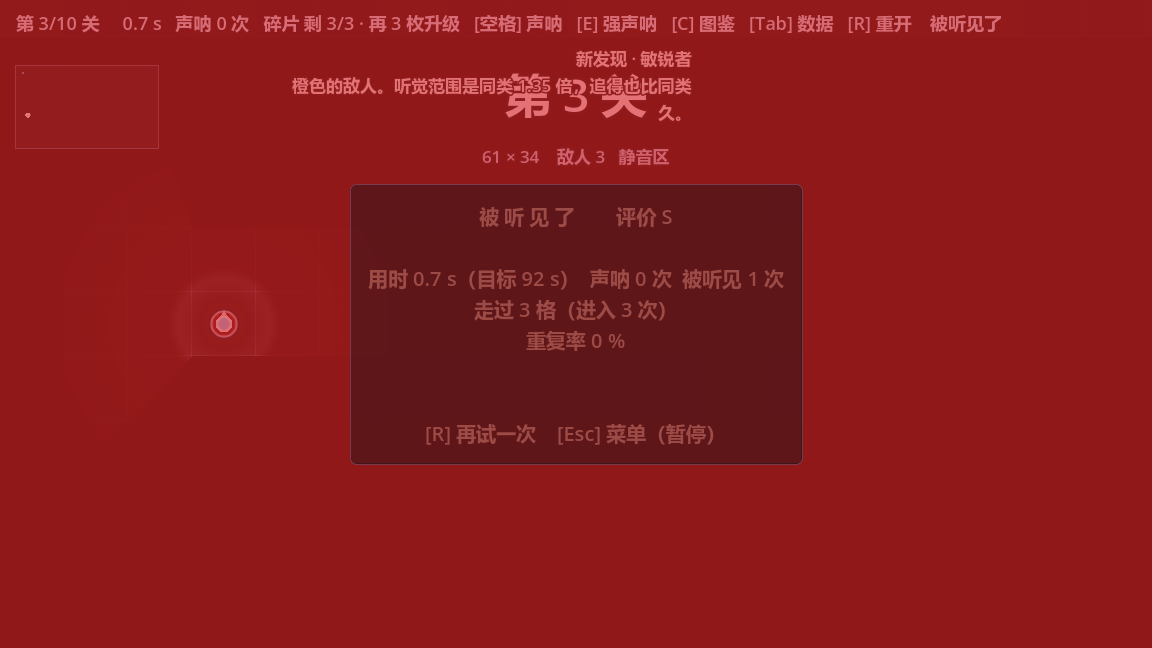 第 3/10 关 0.7 s 声呐 0 次 碎片 剩 3/3 · 再 3 枚升级 [空格] 声呐 [E] 强声呐 [C] 图鉴 [Tab] 数据 [R] 重开 被听见了
新发现 · 敏锐者
橙色的敌人。听觉范围是同类 1.35 倍，追得也比同类
久。
第 3 关
61 × 34 敌人 3 静音区
被 听 见 了 评价 S
用时 0.7 s（目标 92 s） 声呐 0 次 被听见 1 次
走过 3 格（进入 3 次）
重复率 0 %
[R] 再试一次 [Esc] 菜单（暂停）